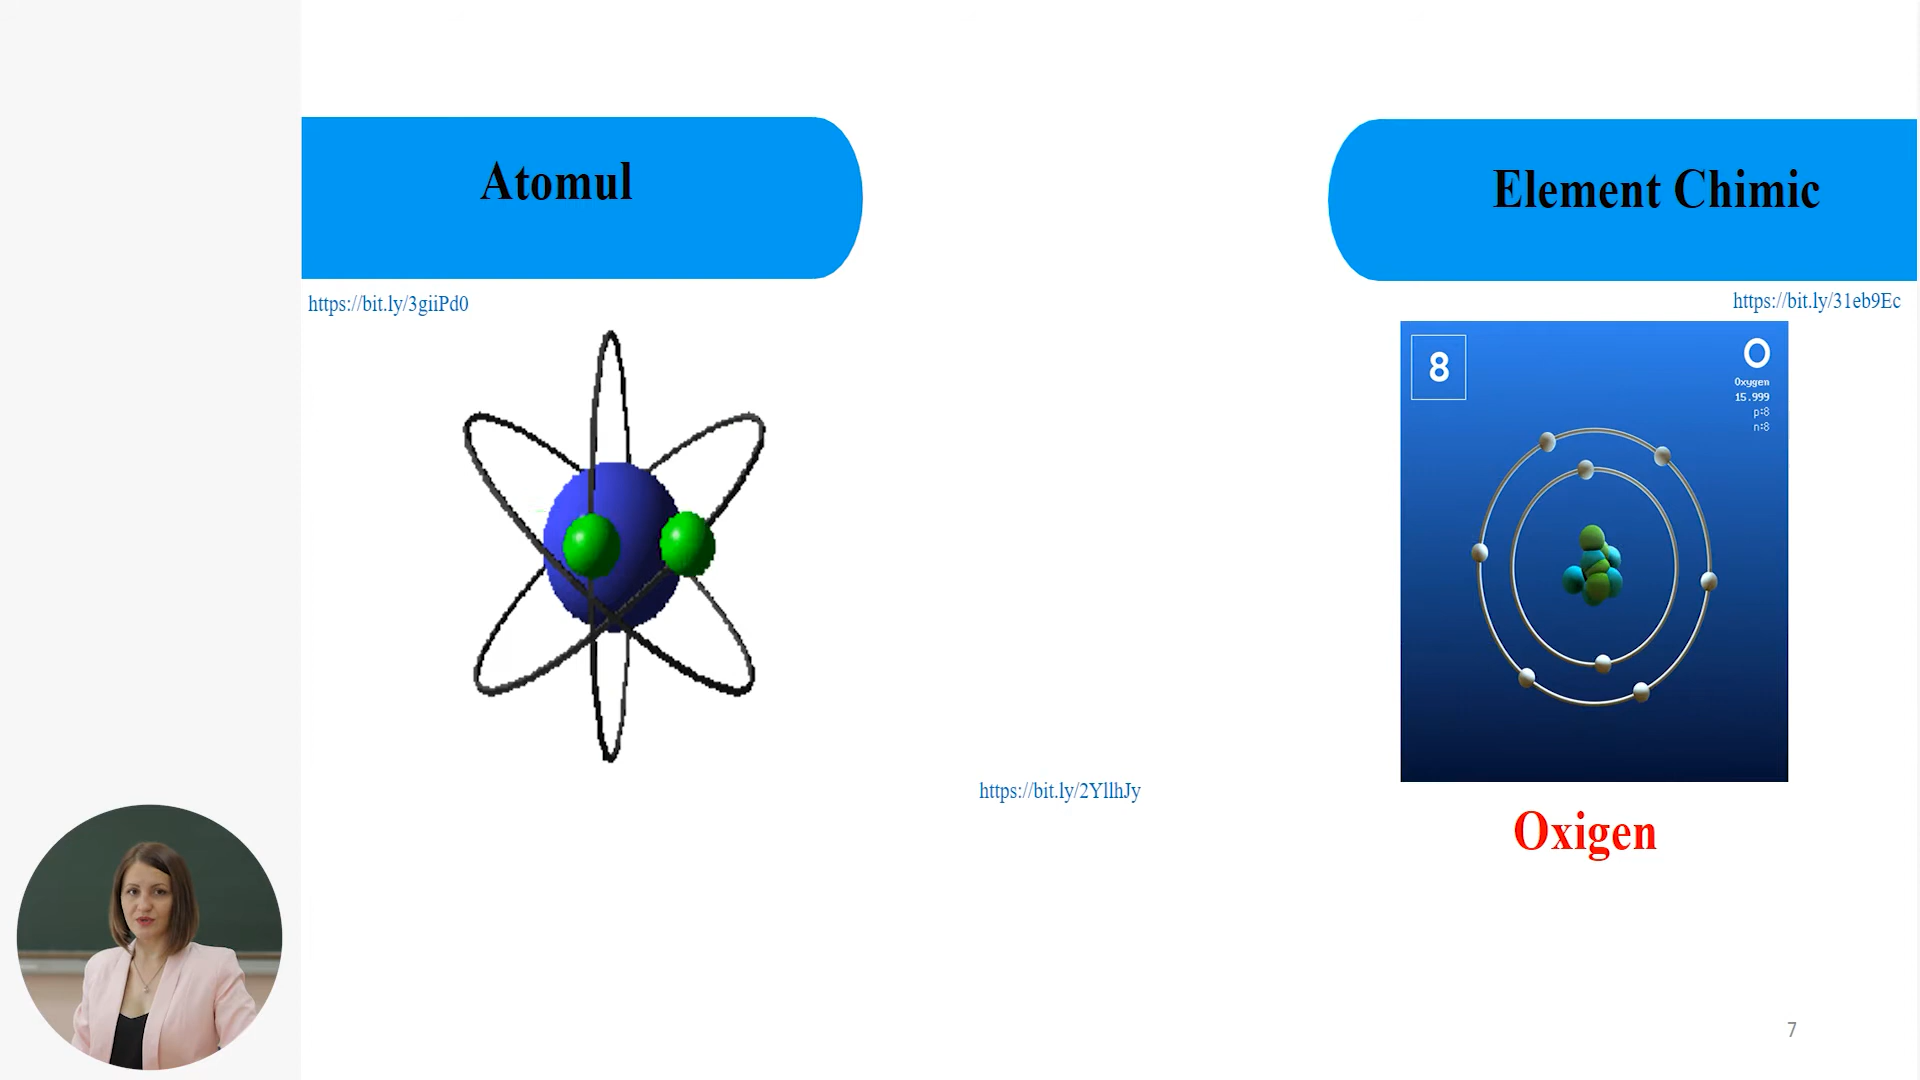 Atomul
Element Chimic
https://bit.ly/3giiPd0
https://bit.ly/31eb9Ec
8
O
Oxygen
15.999
p:8
n:8
https://bit.ly/2YllhJy
Oxigen
7